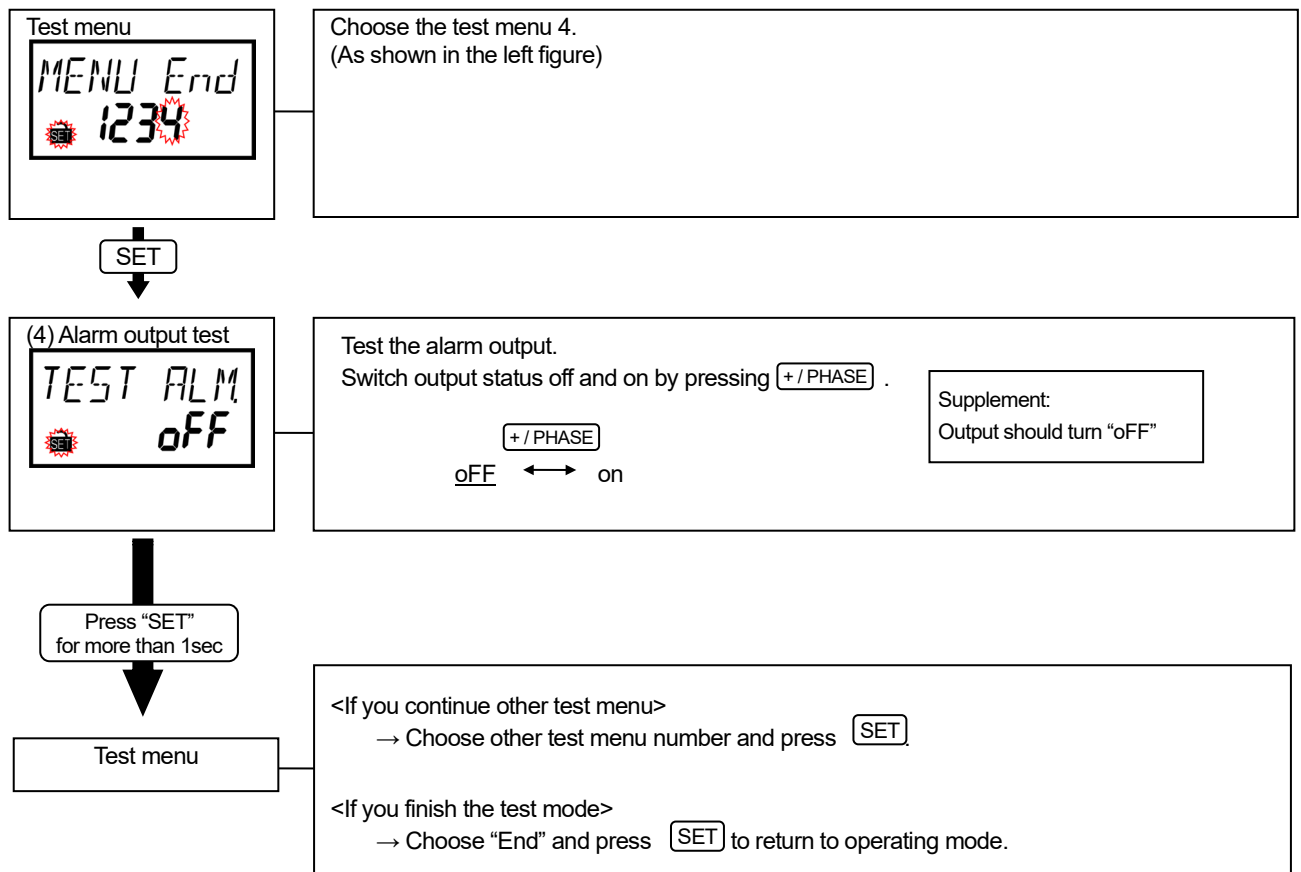 Test menu
MENU End
SET 1234
Choose the test menu 4.
(As shown in the left figure)
SET
(4) Alarm output test
TEST ALM.
SET oFF
Test the alarm output.
Switch output status off and on by pressing + / PHASE .
+ / PHASE
oFF ↔ on
Supplement:
Output should turn “oFF”
Press “SET”
for more than 1sec
Test menu
<If you continue other test menu>
→ Choose other test menu number and press SET.
<If you finish the test mode>
→ Choose “End” and press SET to return to operating mode.